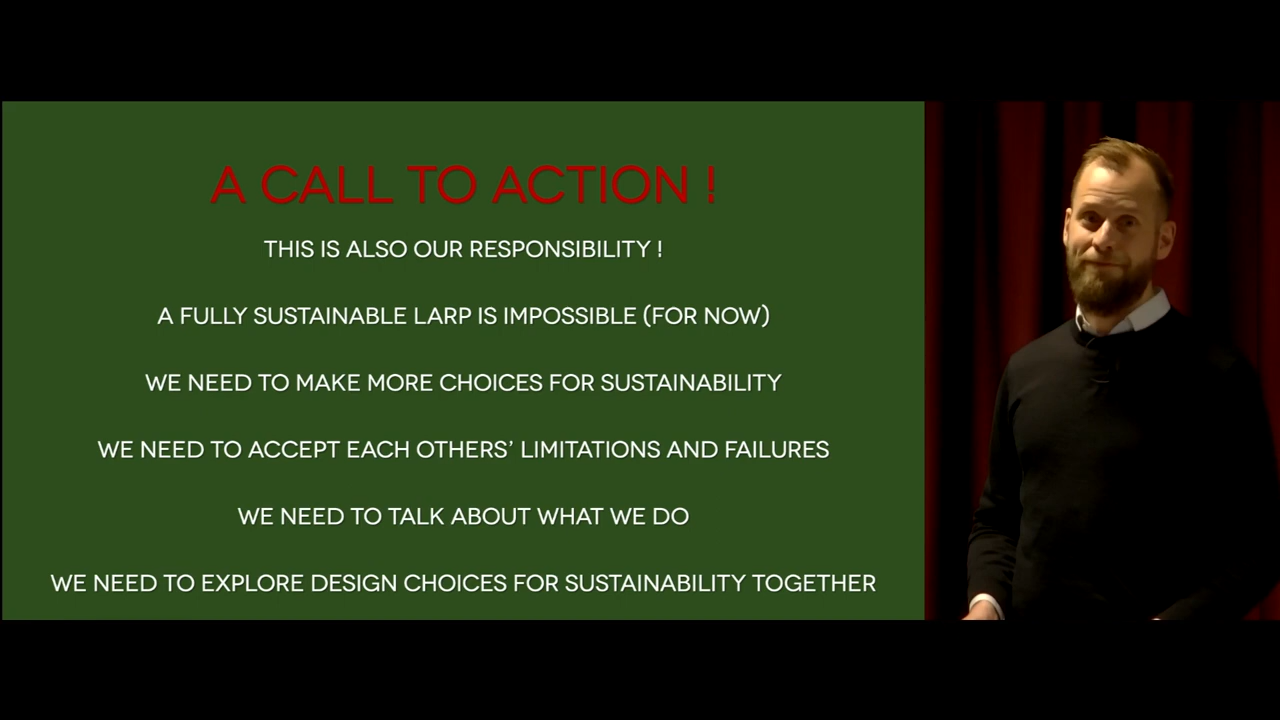 A CALL TO ACTION !
THIS IS ALSO OUR RESPONSIBILITY !
A FULLY SUSTAINABLE LARP IS IMPOSSIBLE (FOR NOW)
WE NEED TO MAKE MORE CHOICES FOR SUSTAINABILITY
WE NEED TO ACCEPT EACH OTHERS’ LIMITATIONS AND FAILURES
WE NEED TO TALK ABOUT WHAT WE DO
WE NEED TO EXPLORE DESIGN CHOICES FOR SUSTAINABILITY TOGETHER